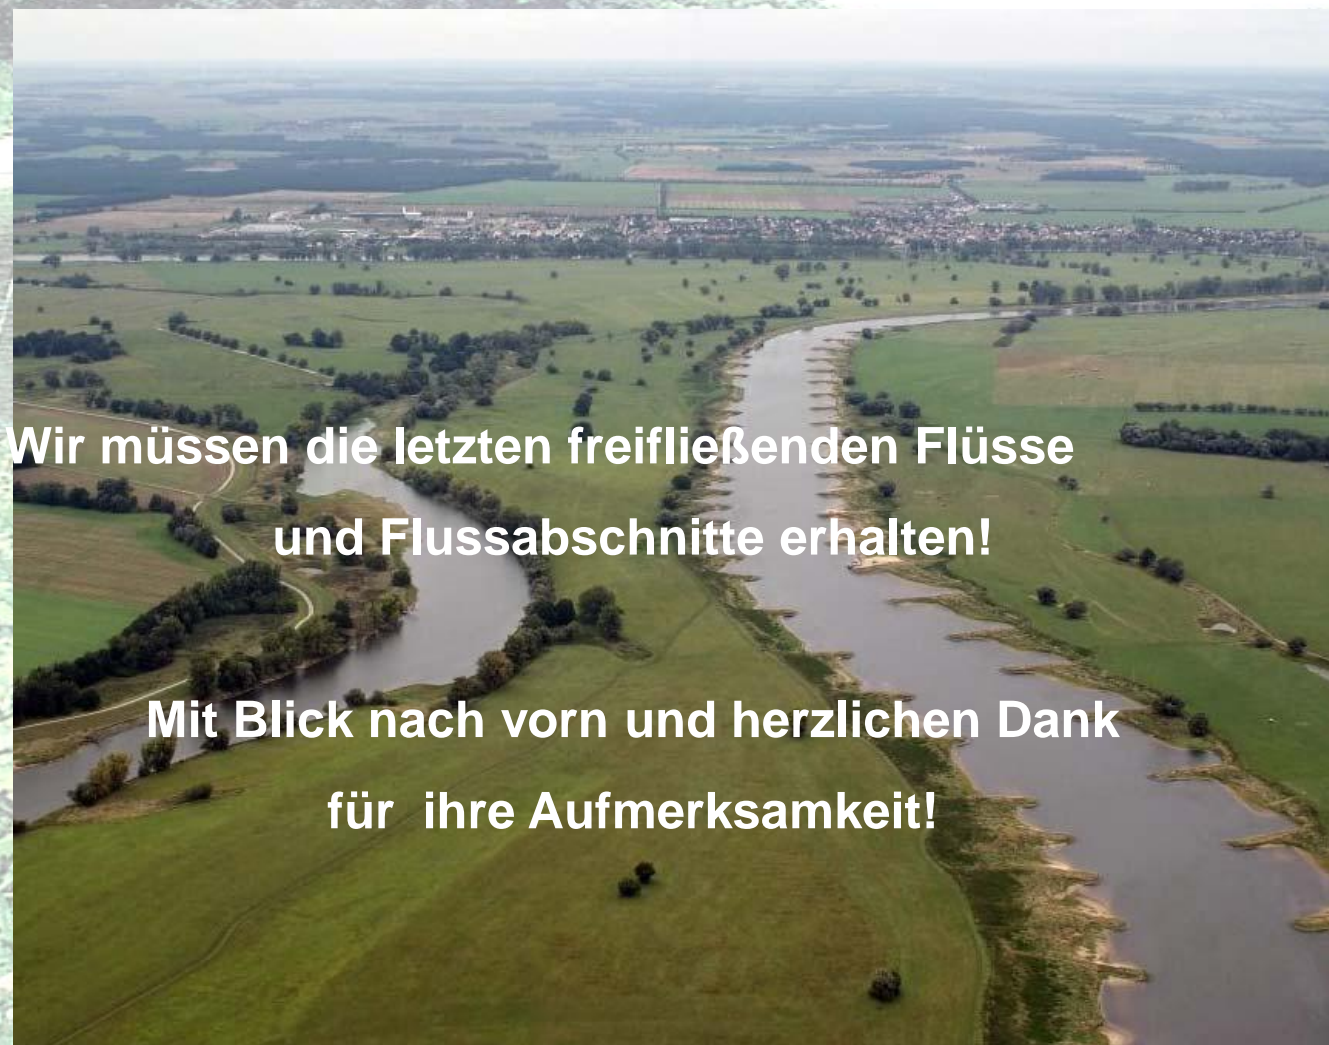 Wir müssen die letzten freifließenden Flüsse
und Flussabschnitte erhalten!
Mit Blick nach vorn und herzlichen Dank
für  ihre Aufmerksamkeit!